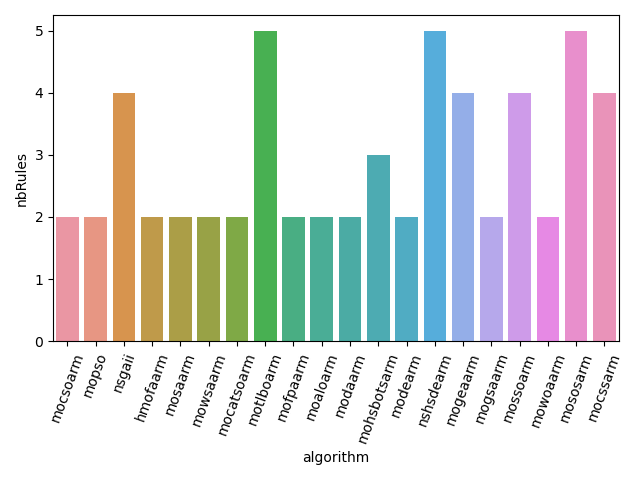 5
4
3
2
1
0
nbRules
mocsoarm
mopso
nsgaii
hmofaarm
mosaarm
mowsaarm
mocatsoarm
motlboarm
mofpaarm
moaloarm
modaarm
mohsbotsarm
modearm
nshsdearm
mogeaarm
mogsaarm
mossoarm
mowoaarm
mososarm
mocssarm
algorithm